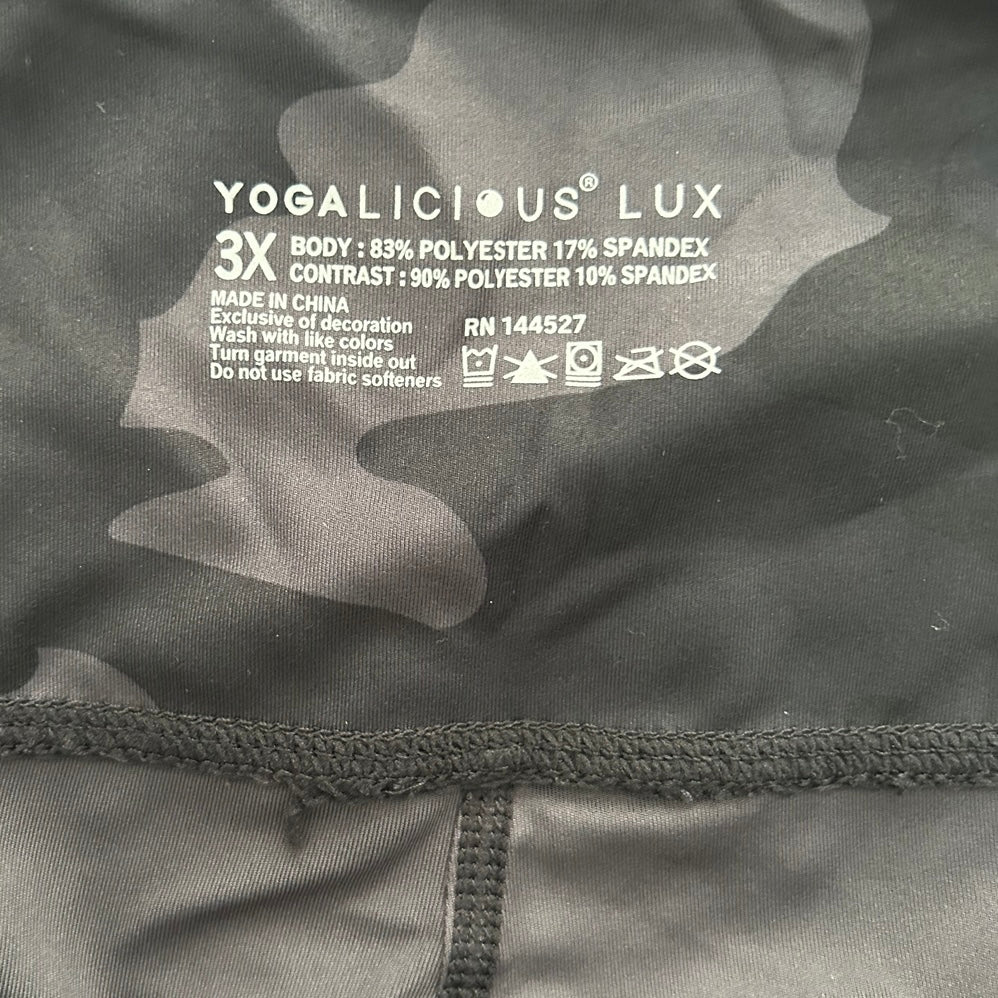 YOGALICIOUS® LUX
3X BODY : 83% POLYESTER 17% SPANDEX
CONTRAST : 90% POLYESTER 10% SPANDEX
MADE IN CHINA
Exclusive of decoration
Wash with like colors
Turn garment inside out
Do not use fabric softeners
RN 144527